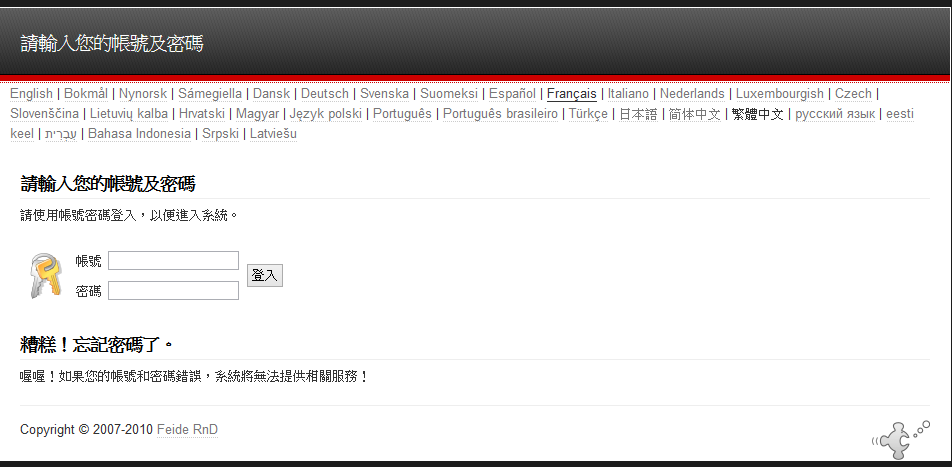 請輸入您的帳號及密碼
English | Bokmål | Nynorsk | Sámegiella | Dansk | Deutsch | Svenska | Suomeksi | Español | Français | Italiano | Nederlands | Luxembourgish | Czech |
Slovenščina | Lietuvių kalba | Hrvatski | Magyar | Język polski | Português | Português brasileiro | Türkçe | 日本語 | 简体中文 | 繁體中文 | русский язык | eesti
keel | עִבְרִית | Bahasa Indonesia | Srpski | Latviešu
請輸入您的帳號及密碼
請使用帳號密碼登入，以便進入系統。
帳號
登入
密碼
糟糕！忘記密碼了。
喔喔！如果您的帳號和密碼錯誤，系統將無法提供相關服務！
Copyright © 2007-2010 Feide RnD